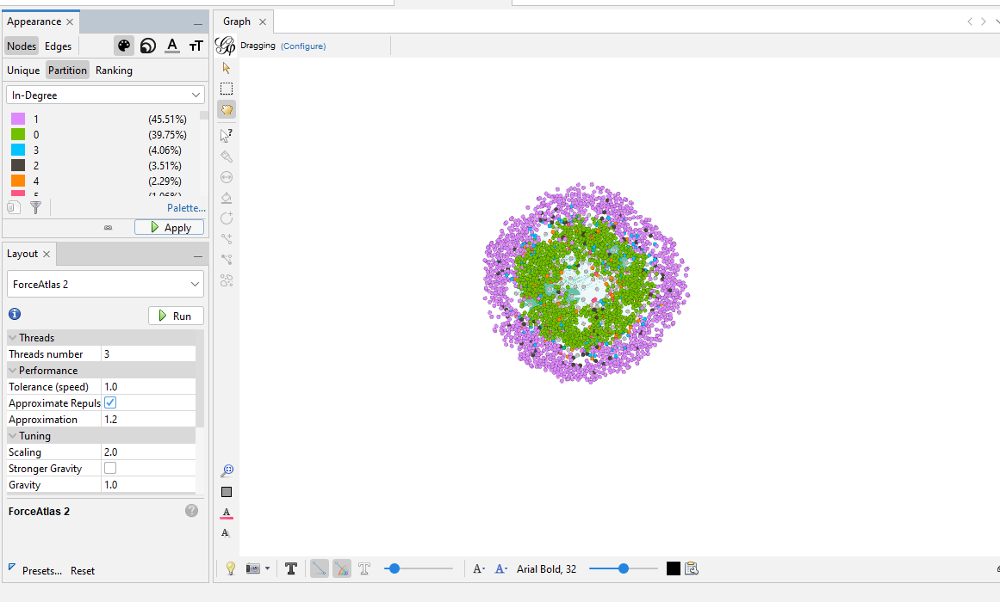 Appearance
Nodes Edges A TT
Unique Partition Ranking
In-Degree
1 (45.51%)
0 (39.75%)
3 (4.06%)
2 (3.51%)
4 (2.29%)
5 (1.06%)
Palette...
Apply
Layout
ForceAtlas 2
Run
Threads
Threads number 3
Performance
Tolerance (speed) 1.0
Approximate Repuls
Approximation 1.2
Tuning
Scaling 2.0
Stronger Gravity
Gravity 1.0
ForceAtlas 2
Presets... Reset
Graph
Dragging (Configure)
A
A
T T A A Arial Bold, 32